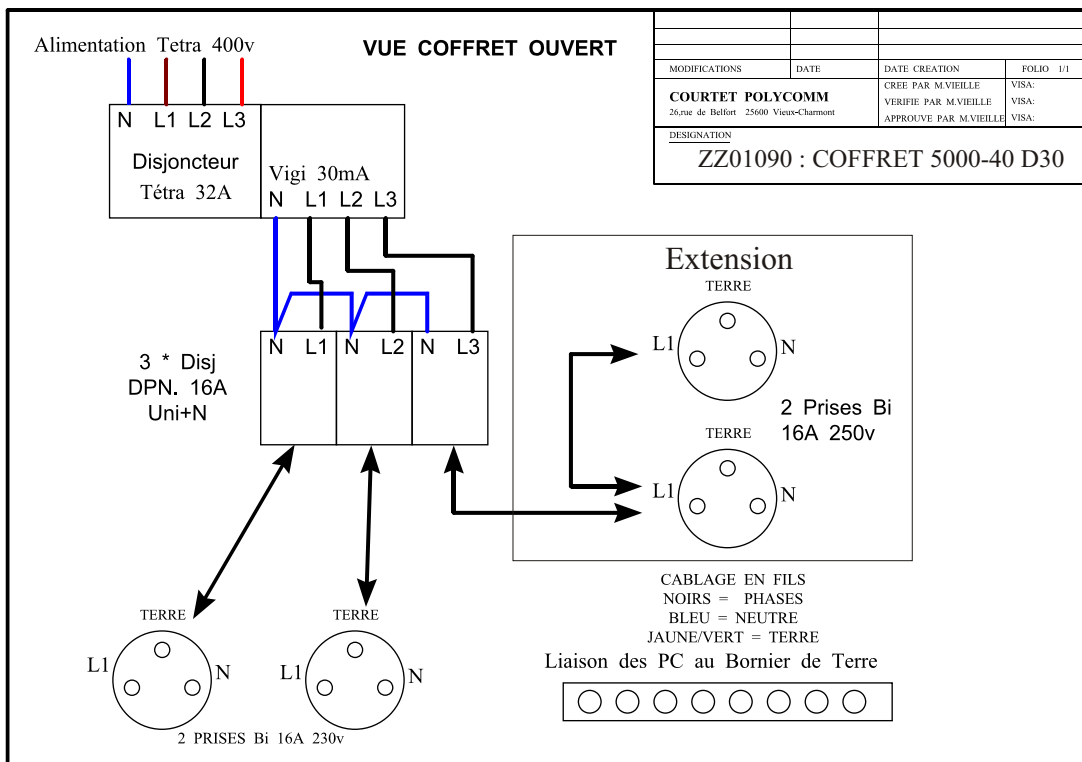 Alimentation Tetra 400v
VUE COFFRET OUVERT
MODIFICATIONS
DATE
DATE CREATION
FOLIO 1/1
COURTET POLYCOMM
26,rue de Belfort 25600 Vieux-Charmont
CREE PAR M.VIEILLE
VISA:
VERIFIE PAR M.VIEILLE
VISA:
APPROUVE PAR M.VIEILLE
VISA:
DESIGNATION
ZZ01090 : COFFRET 5000-40 D30
N L1 L2 L3
Disjoncteur
Tétra 32A
Vigi 30mA
N L1 L2 L3
N L1 N L2 N L3
3 * Disj
DPN. 16A
Uni+N
Extension
TERRE
L1
N
2 Prises Bi
16A 250v
TERRE
L1
N
CABLAGE EN FILS
NOIRS = PHASES
BLEU = NEUTRE
JAUNE/VERT = TERRE
Liaison des PC au Bornier de Terre
TERRE
L1
N
TERRE
L1
N
2 PRISES Bi 16A 230v